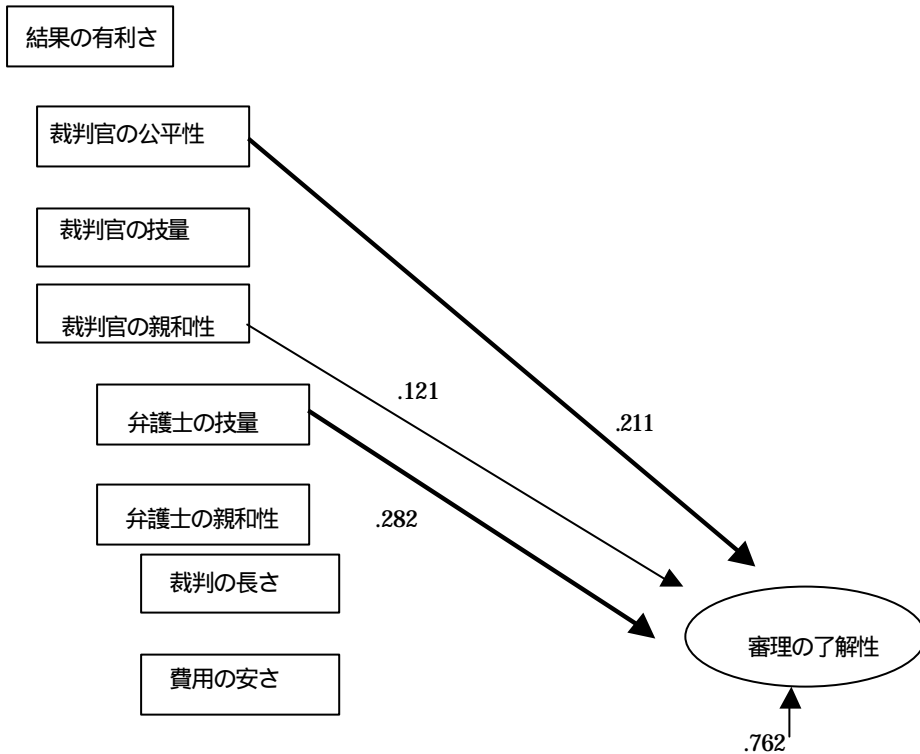 結果の有利さ
裁判官の公平性
裁判官の技量
裁判官の親和性
.121
弁護士の技量
.211
弁護士の親和性
.282
裁判の長さ
審理の了解性
費用の安さ
.762